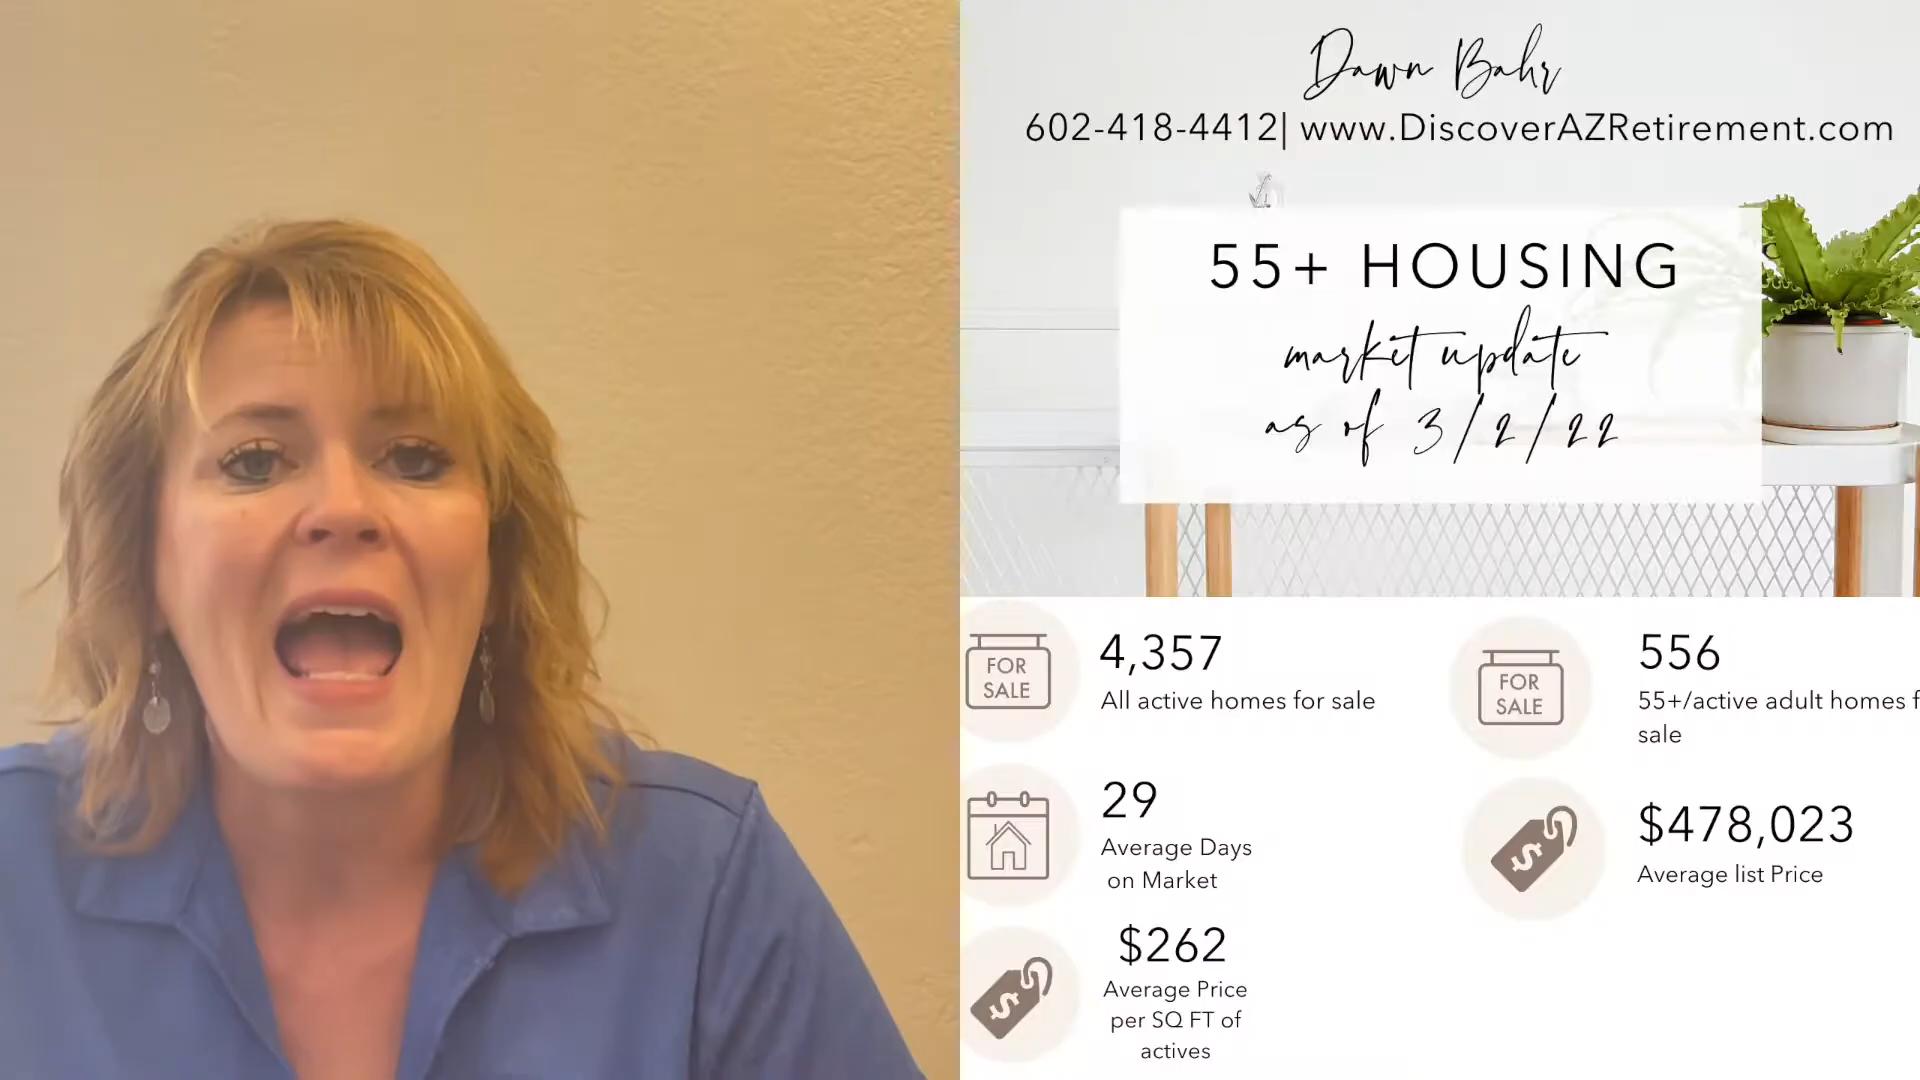 Dawn Bahr
602-418-4412| www.DiscoverAZRetirement.com
55+ HOUSING
market update
as of 3/2/22
FOR
SALE
4,357
All active homes for sale
FOR
SALE
556
55+/active adult homes f
sale
29
Average Days
on Market
$
$478,023
Average list Price
$
$262
Average Price
per SQ FT of
actives